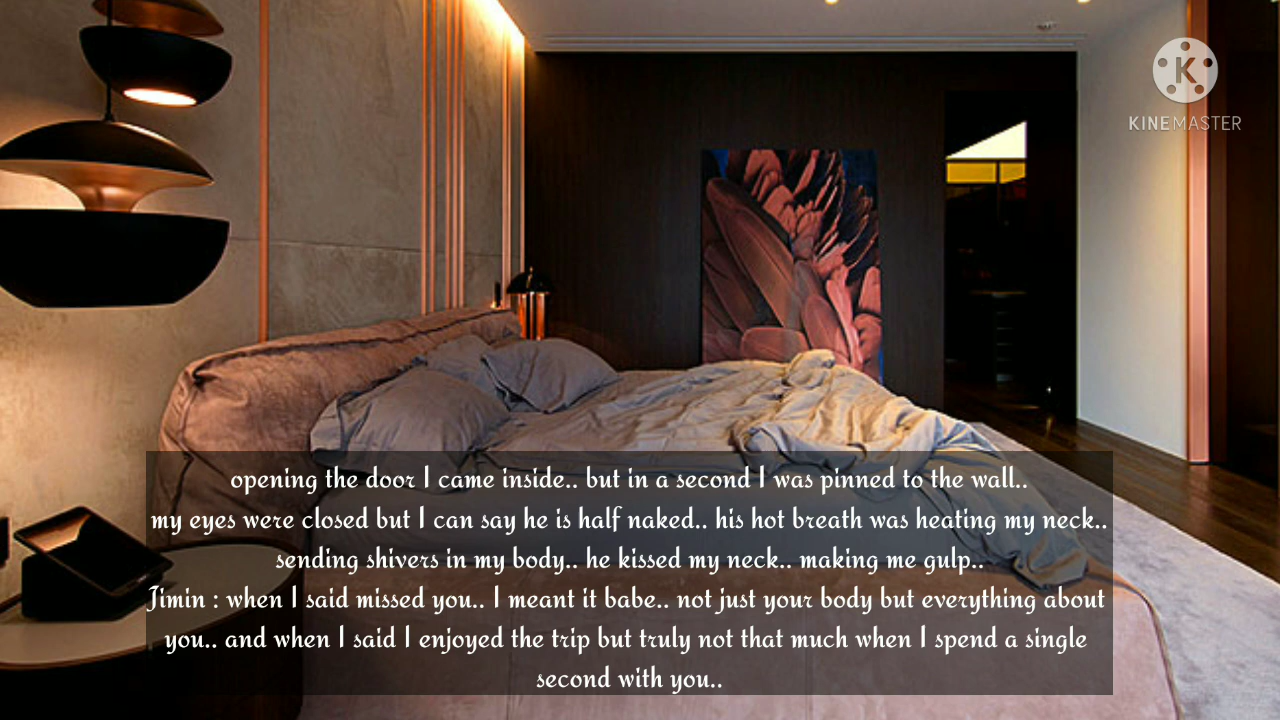 KINEMASTER
opening the door I came inside.. but in a second I was pinned to the wall..
my eyes were closed but I can say he is half naked.. his hot breath was heating my neck..
sending shivers in my body.. he kissed my neck.. making me gulp..
Jimin : when I said missed you.. I meant it babe.. not just your body but everything about
you.. and when I said I enjoyed the trip but truly not that much when I spend a single
second with you..